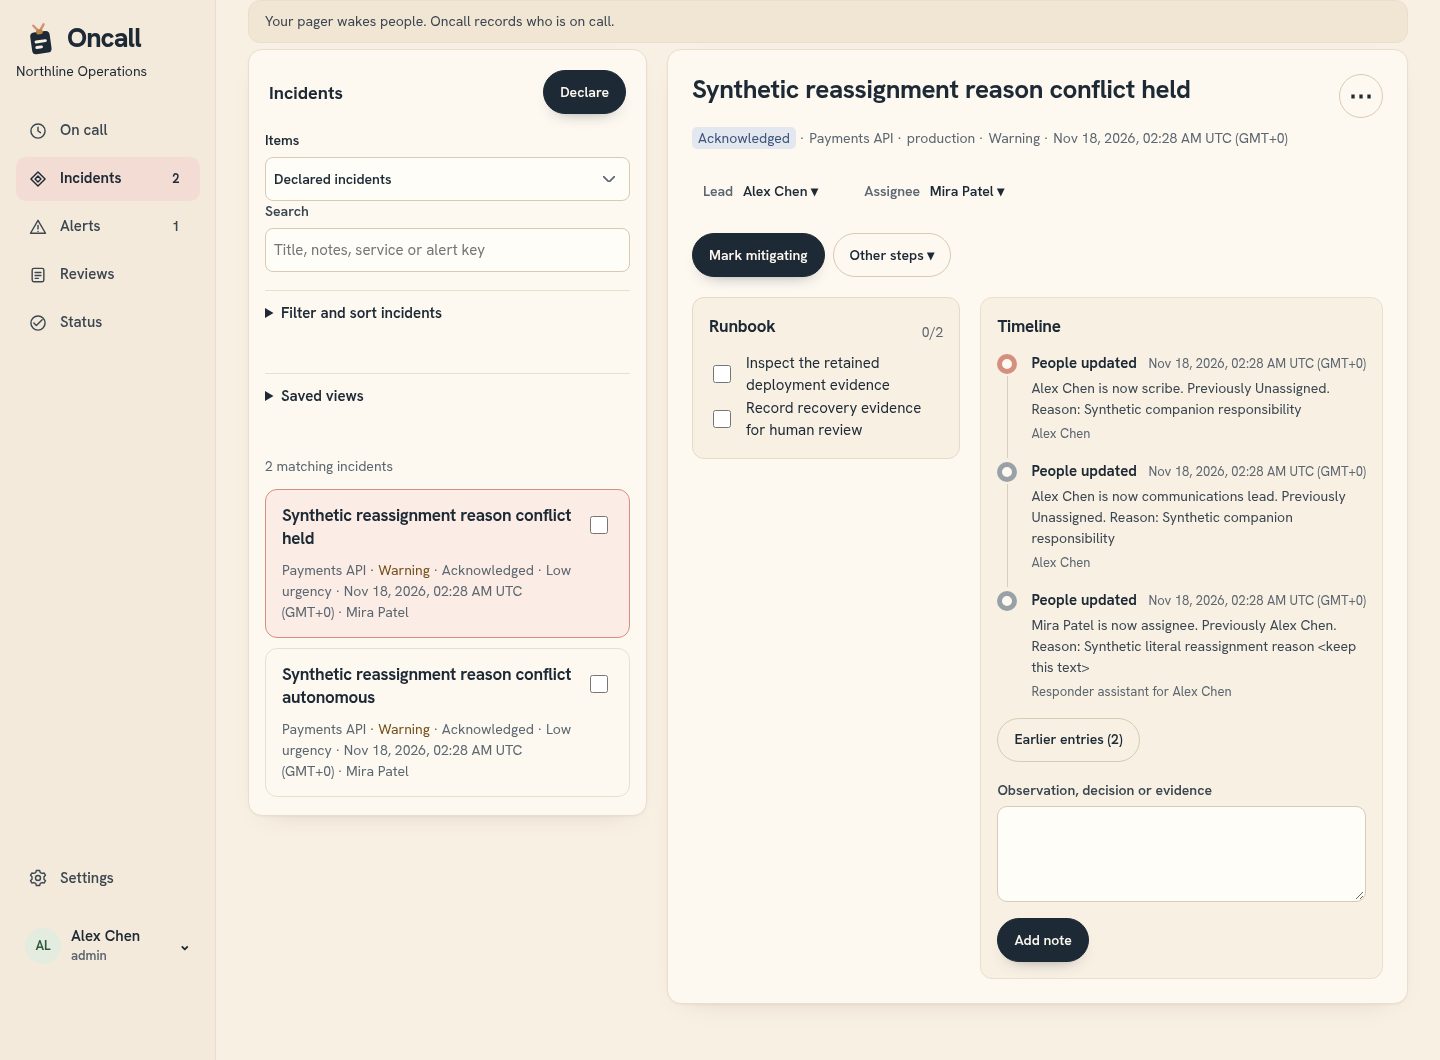 Oncall
Northline Operations
On call
Incidents 2
Alerts 1
Reviews
Status
Settings
AL
Alex Chen
admin
Your pager wakes people. Oncall records who is on call.
Incidents
Declare
Items
Declared incidents
Search
Title, notes, service or alert key
Filter and sort incidents
Saved views
2 matching incidents
Synthetic reassignment reason conflict
held
Payments API · Warning · Acknowledged · Low
urgency · Nov 18, 2026, 02:28 AM UTC
(GMT+0) · Mira Patel
Synthetic reassignment reason conflict
autonomous
Payments API · Warning · Acknowledged · Low
urgency · Nov 18, 2026, 02:28 AM UTC
(GMT+0) · Mira Patel
Synthetic reassignment reason conflict held
Acknowledged · Payments API · production · Warning · Nov 18, 2026, 02:28 AM UTC (GMT+0)
Lead Alex Chen ▾ Assignee Mira Patel ▾
Mark mitigating
Other steps ▾
Runbook
0/2
Inspect the retained
deployment evidence
Record recovery evidence
for human review
Timeline
People updated Nov 18, 2026, 02:28 AM UTC (GMT+0)
Alex Chen is now scribe. Previously Unassigned.
Reason: Synthetic companion responsibility
Alex Chen
People updated Nov 18, 2026, 02:28 AM UTC (GMT+0)
Alex Chen is now communications lead. Previously
Unassigned. Reason: Synthetic companion
responsibility
Alex Chen
People updated Nov 18, 2026, 02:28 AM UTC (GMT+0)
Mira Patel is now assignee. Previously Alex Chen.
Reason: Synthetic literal reassignment reason <keep
this text>
Responder assistant for Alex Chen
Earlier entries (2)
Observation, decision or evidence
Add note